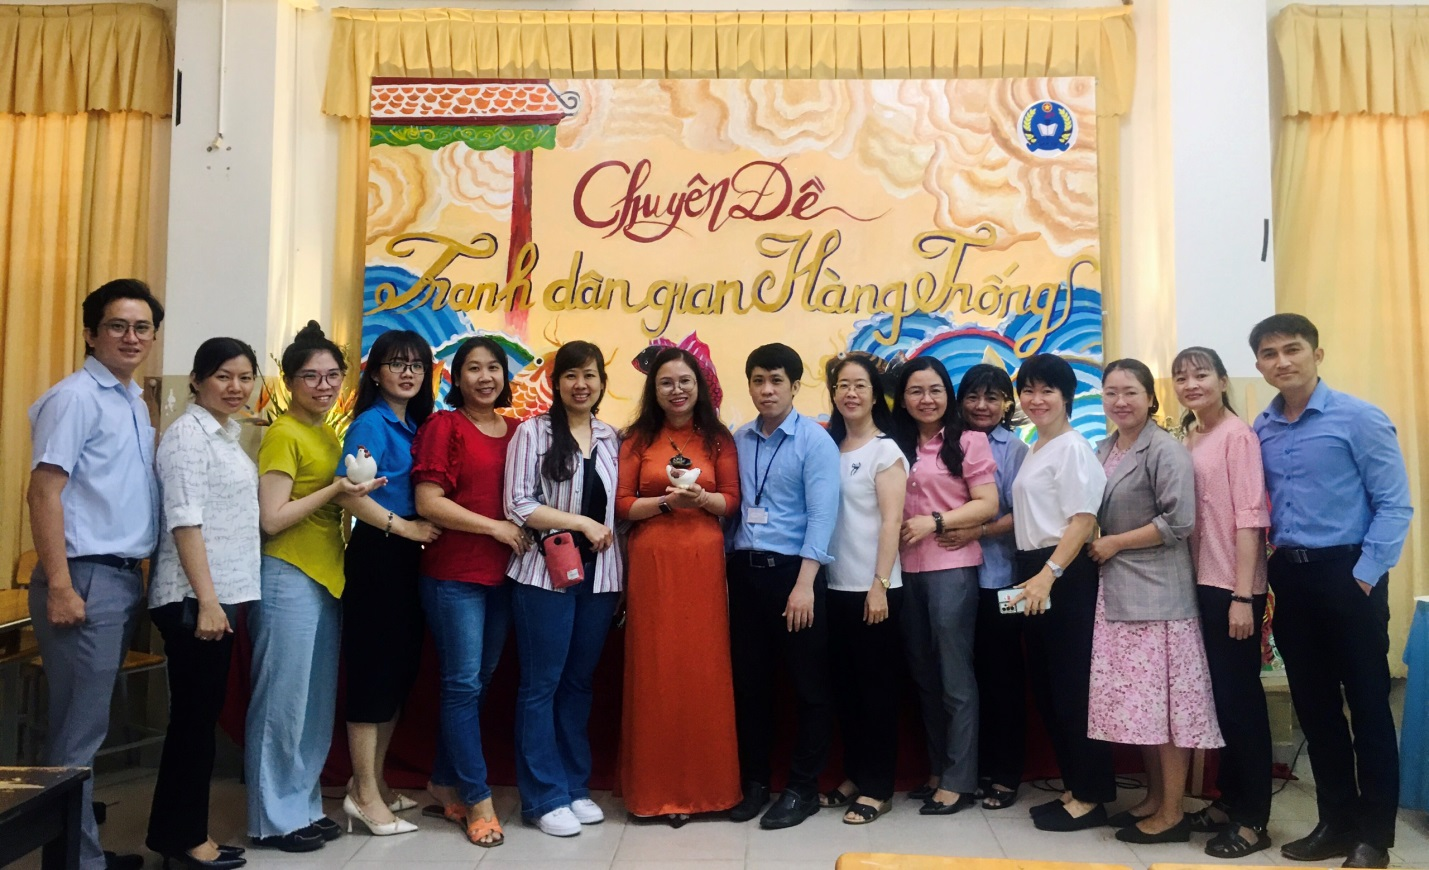 Chuyên Đề
Tranh dân gian Hàng Trống